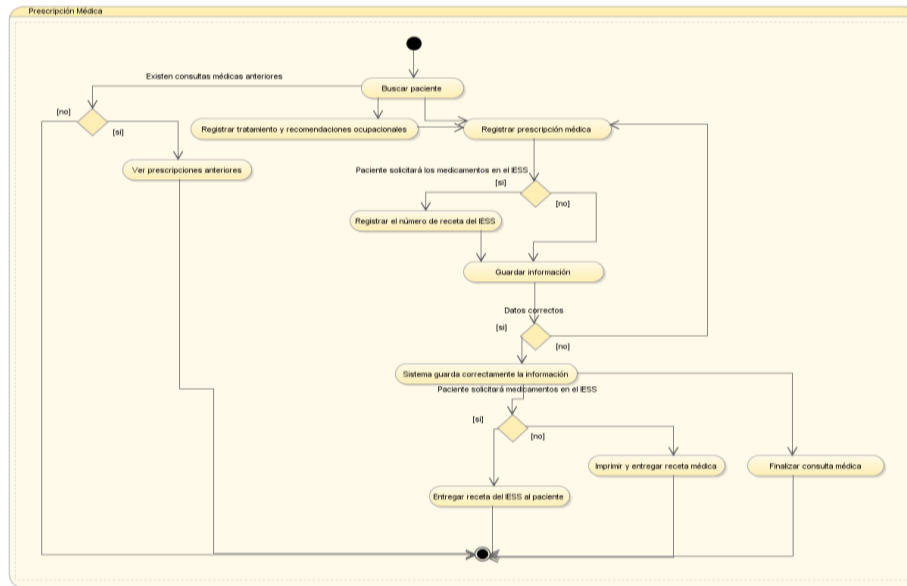 Prescripción Médica
Existen consultas médicas anteriores
Buscar paciente
[no]
[si]
Registrar tratamiento y recomendaciones ocupacionales
Registrar prescripción médica
Ver prescripciones anteriores
Paciente solicitará los medicamentos en el IESS
[si]
[no]
Registrar el número de receta del IESS
Guardar información
Datos correctos
[si]
[no]
Sistema guarda correctamente la información
Paciente solicitará medicamentos en el IESS
[si]
[no]
Imprimir y entregar receta médica
Finalizar consulta médica
Entregar receta del IESS al paciente